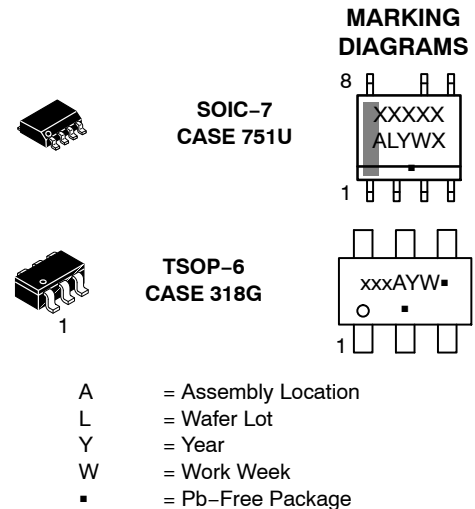 MARKING
DIAGRAMS
8
SOIC−7
CASE 751U
XXXXX
ALYWX
▪
1
TSOP−6
CASE 318G
1
xxxAYW▪
▪
1
A = Assembly Location
L = Wafer Lot
Y = Year
W = Work Week
▪ = Pb−Free Package